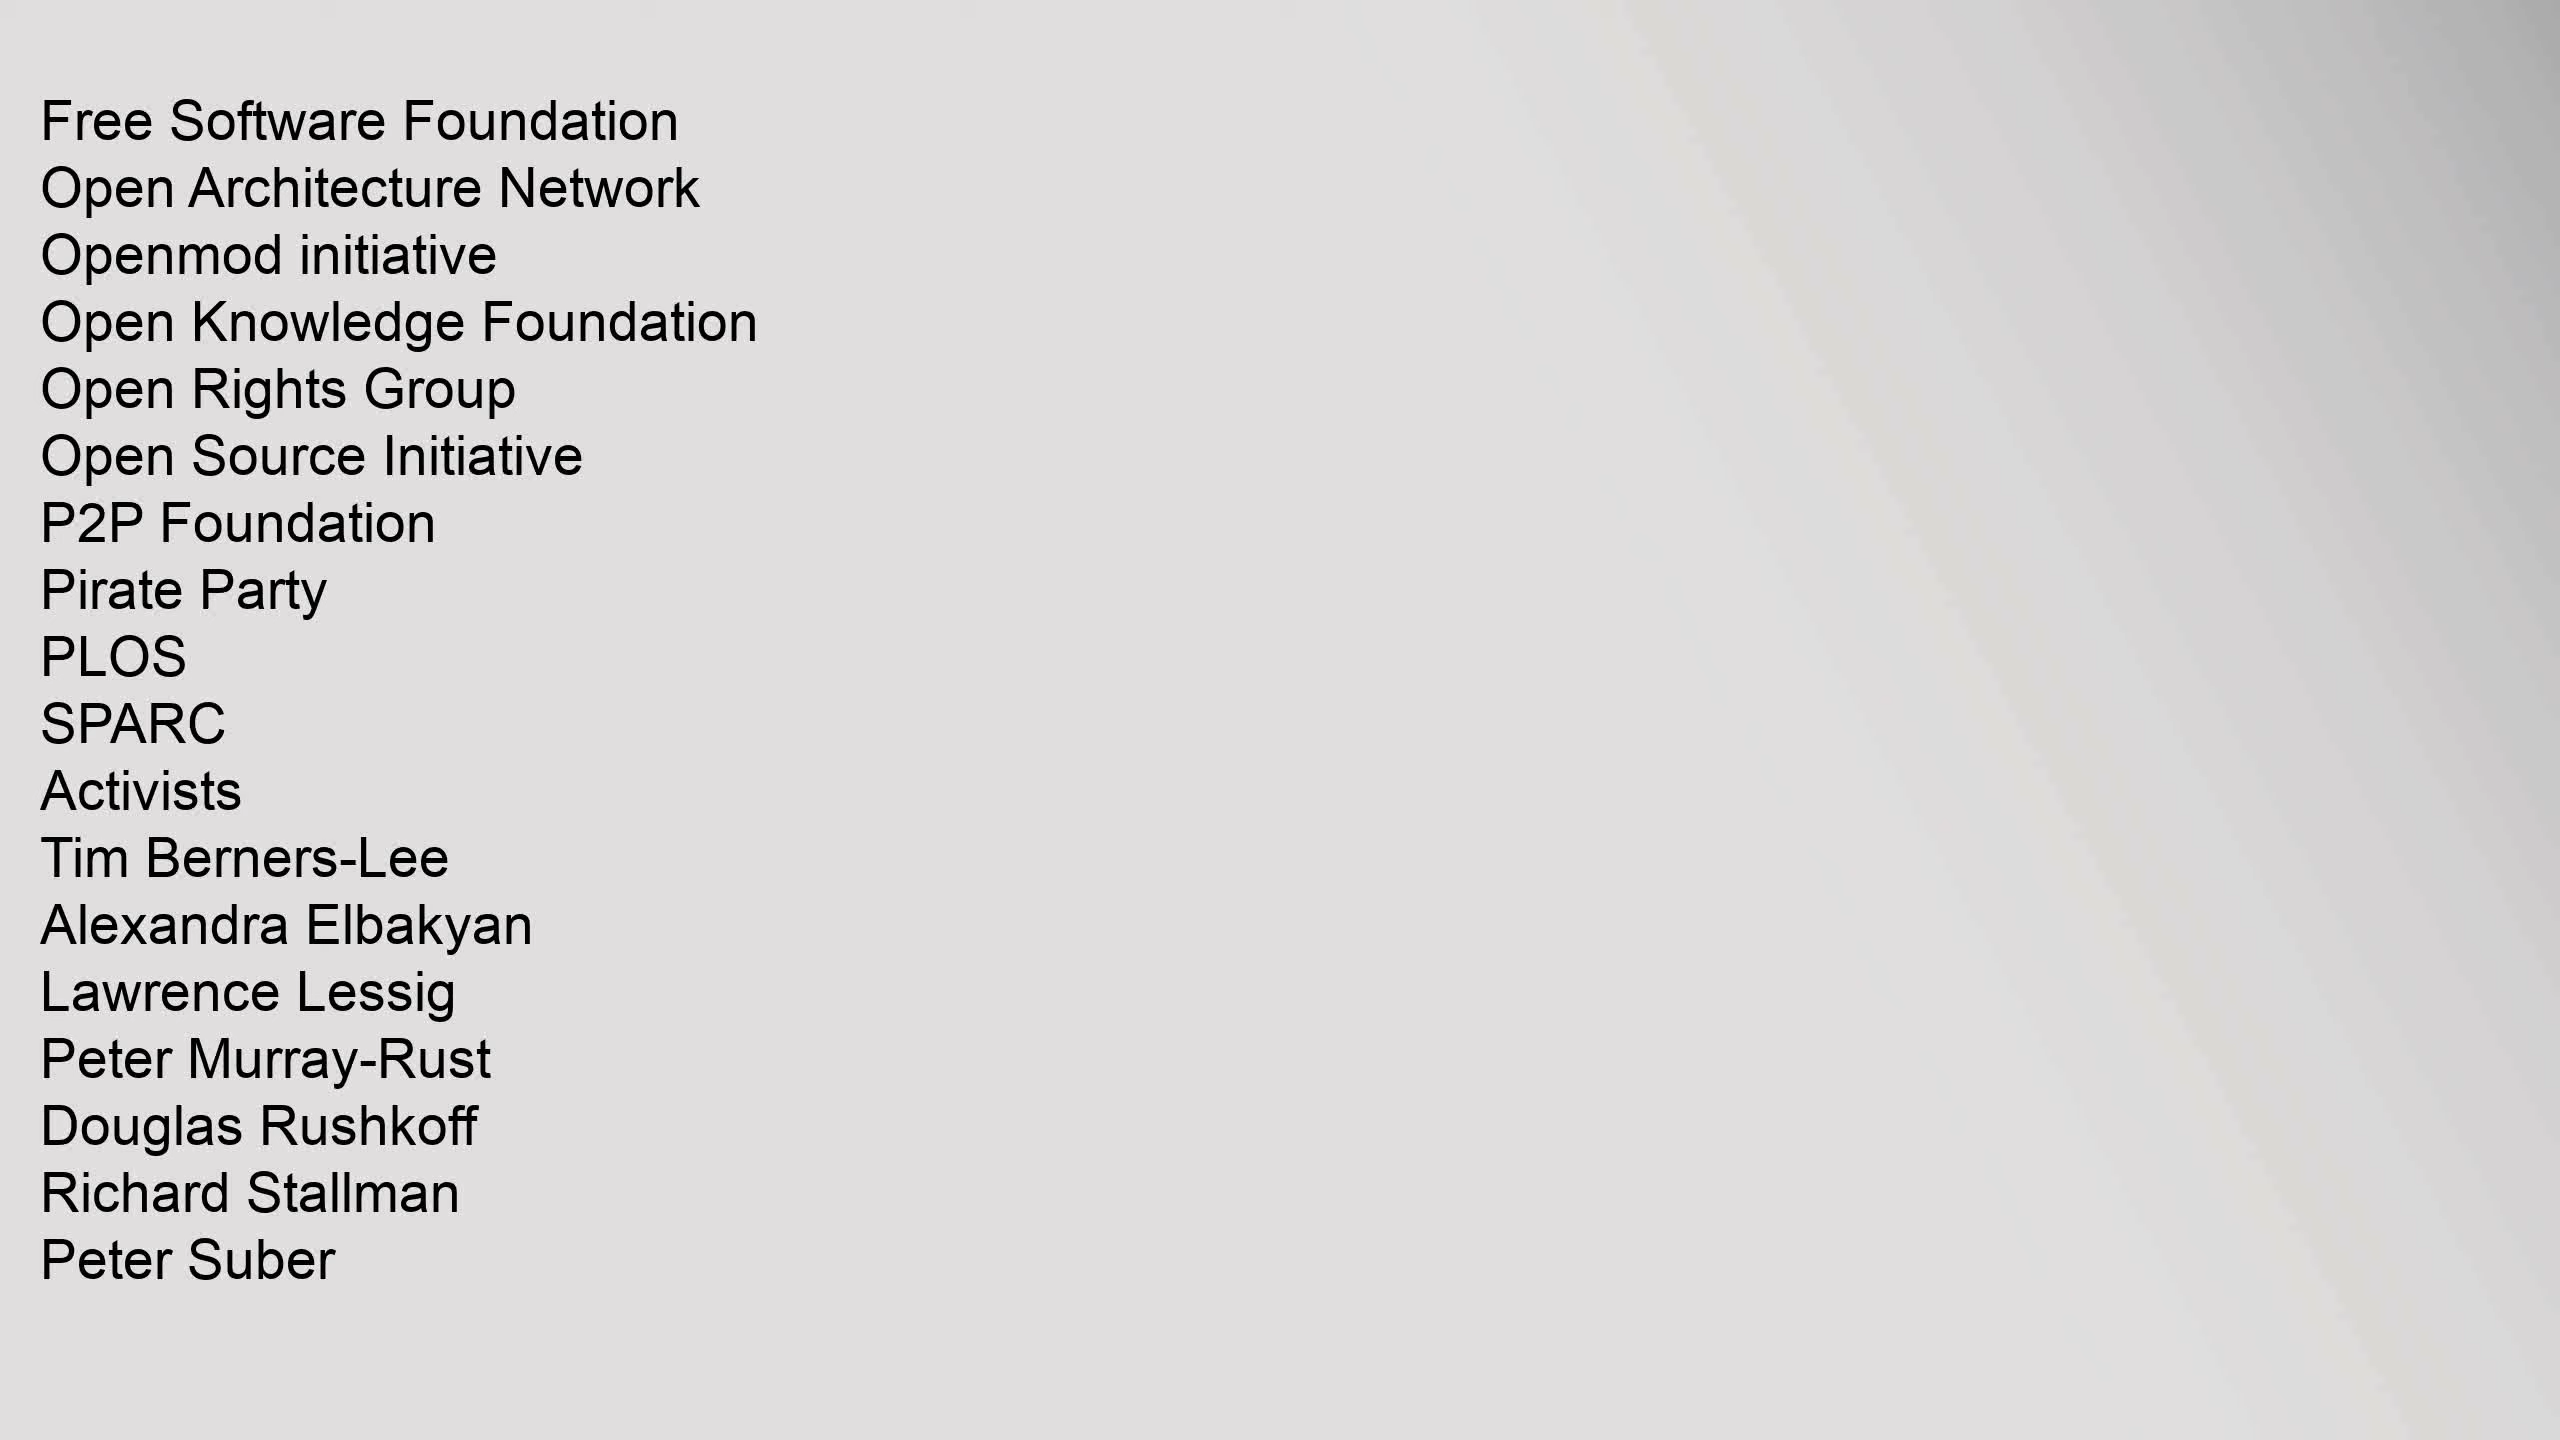 Free Software Foundation
Open Architecture Network
Openmod initiative
Open Knowledge Foundation
Open Rights Group
Open Source Initiative
P2P Foundation
Pirate Party
PLOS
SPARC
Activists
Tim Berners-Lee
Alexandra Elbakyan
Lawrence Lessig
Peter Murray-Rust
Douglas Rushkoff
Richard Stallman
Peter Suber